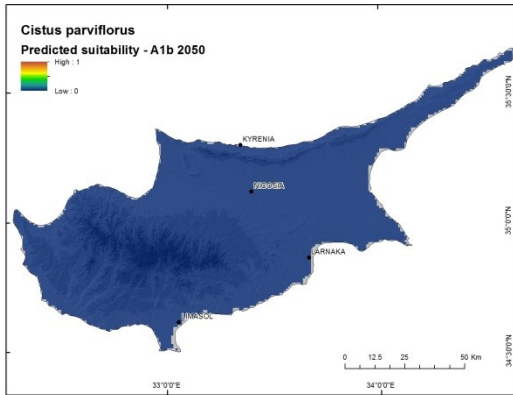 Cistus parviflorus
Predicted suitability - A1b 2050
High : 1
Low : 0
35°30'0"N
KYRENIA
NICOSIA
35°0'0"N
LARNAKA
LIMASOL
34°30'0"N
0 12.5 25 50 Km
33°0'0"E 34°0'0"E